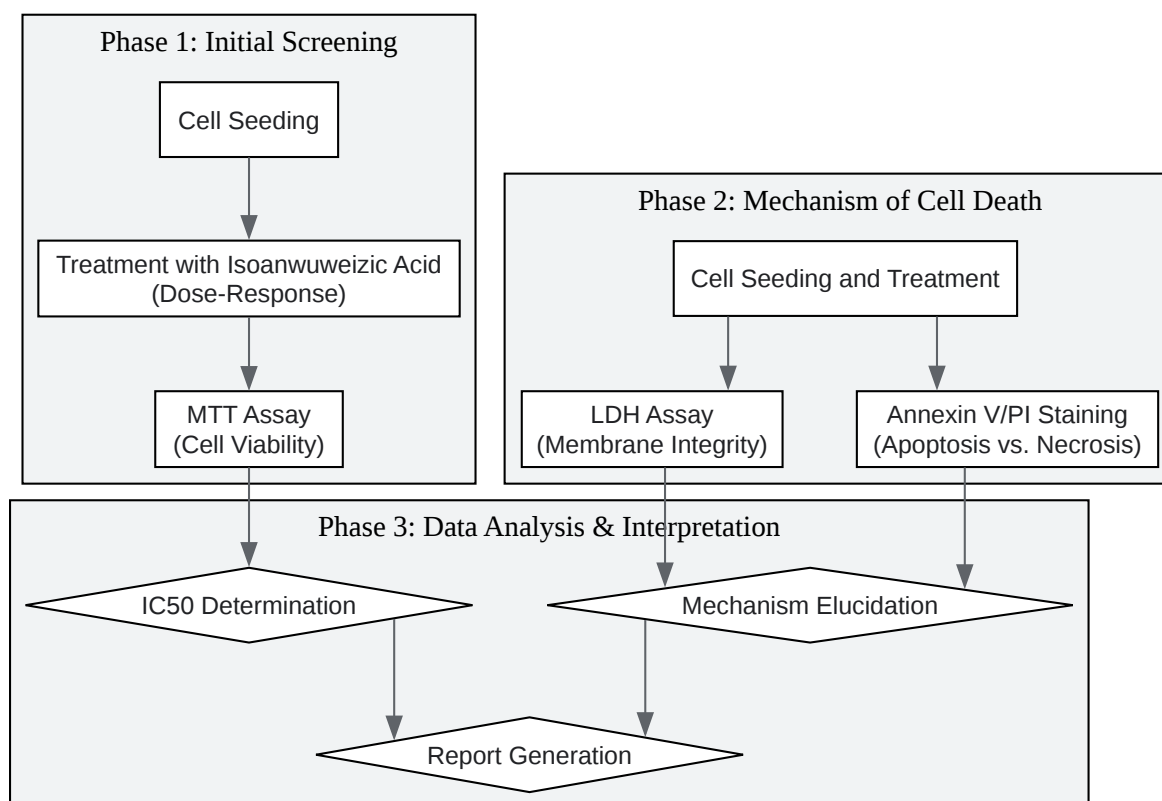 Phase 1: Initial Screening
Cell Seeding
Treatment with Isoanwuweizic Acid
(Dose-Response)
MTT Assay
(Cell Viability)
Phase 2: Mechanism of Cell Death
Cell Seeding and Treatment
LDH Assay
(Membrane Integrity)
Annexin V/PI Staining
(Apoptosis vs. Necrosis)
Phase 3: Data Analysis & Interpretation
IC50 Determination
Mechanism Elucidation
Report Generation